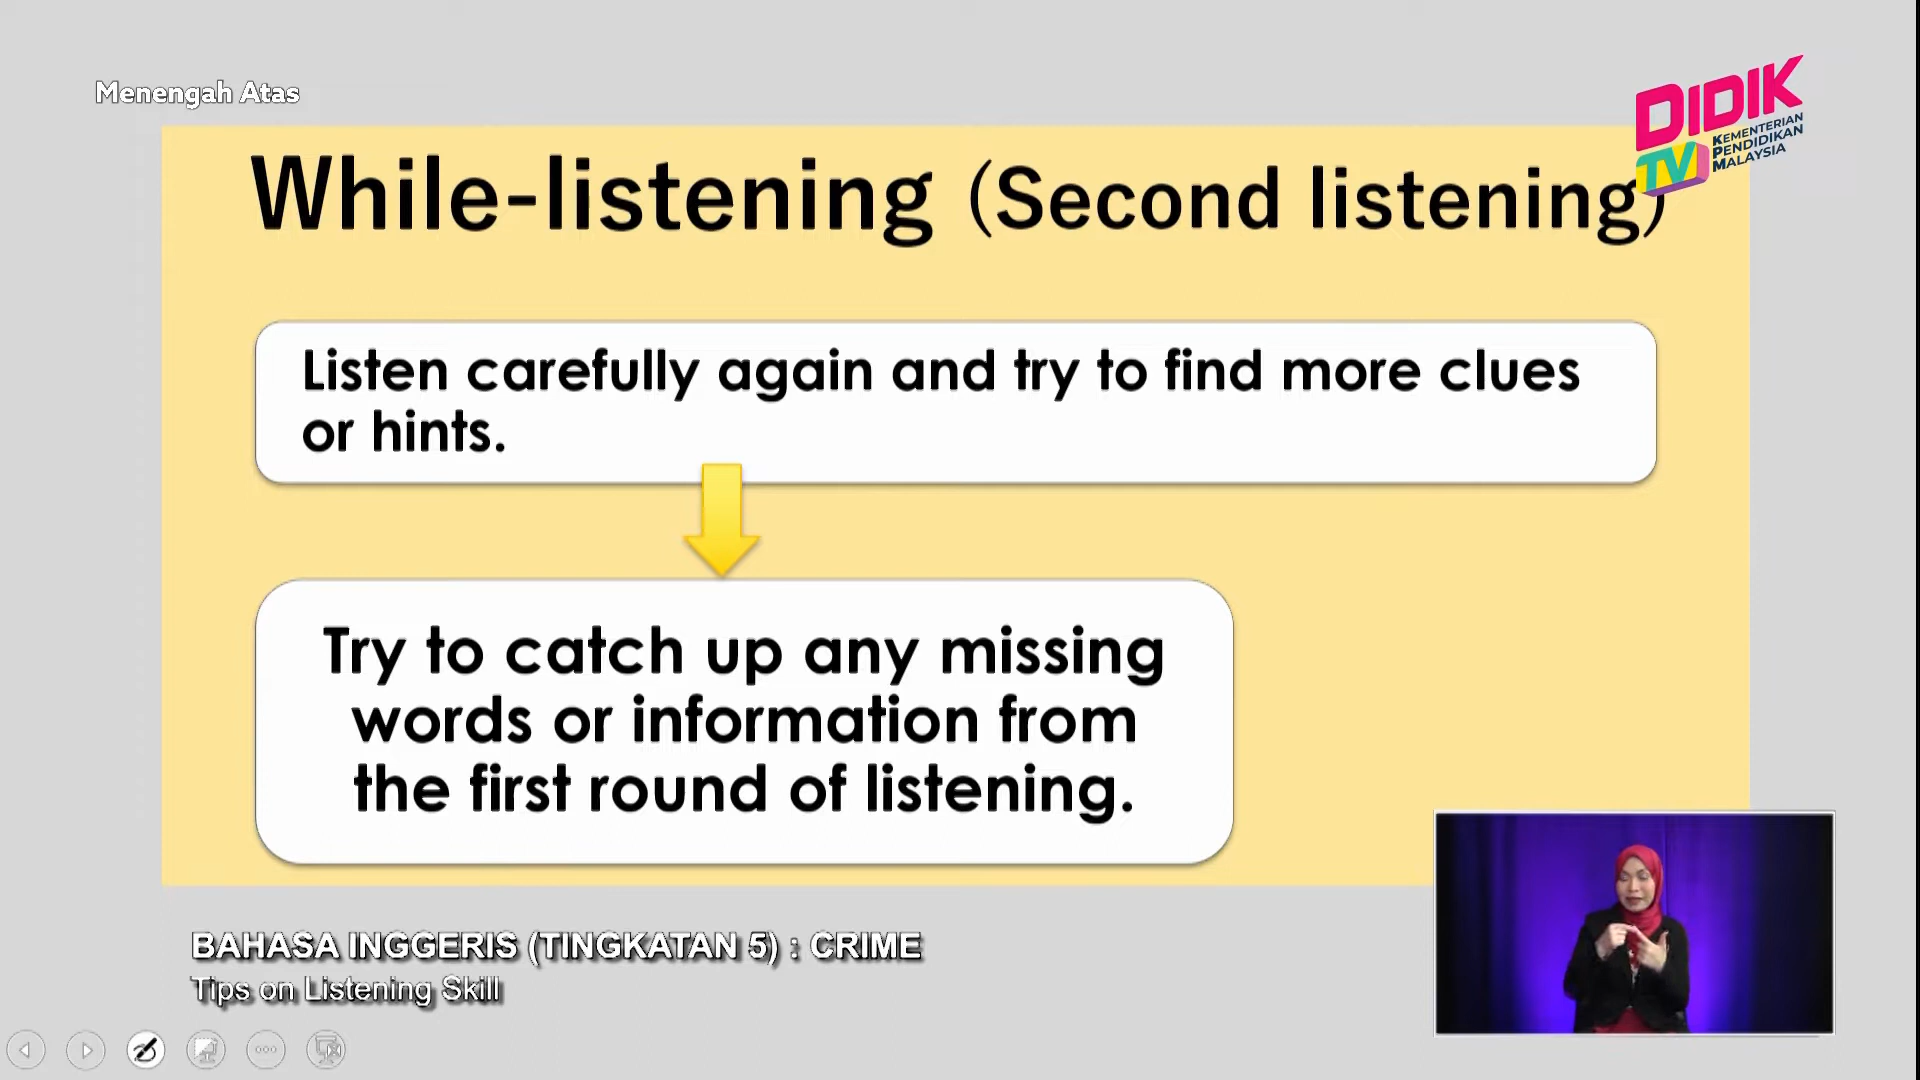 Menengah Atas
DIDIK
TV
KEMENTERIAN
PENDIDIKAN
MALAYSIA
While-listening (Second listening)
Listen carefully again and try to find more clues
or hints.
Try to catch up any missing
words or information from
the first round of listening.
BAHASA INGGERIS (TINGKATAN 5) : CRIME
Tips on Listening Skill